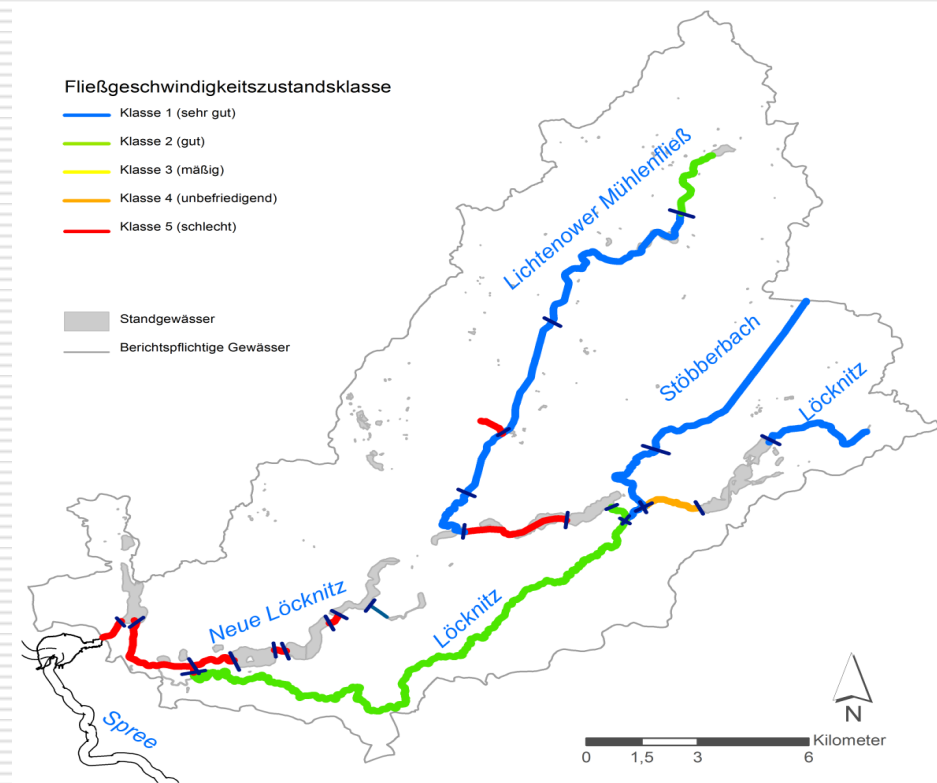 Fließgeschwindigkeitszustandsklasse
Klasse 1 (sehr gut)
Klasse 2 (gut)
Klasse 3 (mäßig)
Klasse 4 (unbefriedigend)
Klasse 5 (schlecht)
Standgewässer
Berichtspflichtige Gewässer
Lichtenower Mühlenfließ
Stöbberbach
Löcknitz
Neue Löcknitz
Löcknitz
Spree
N
Kilometer
0 1,5 3 6